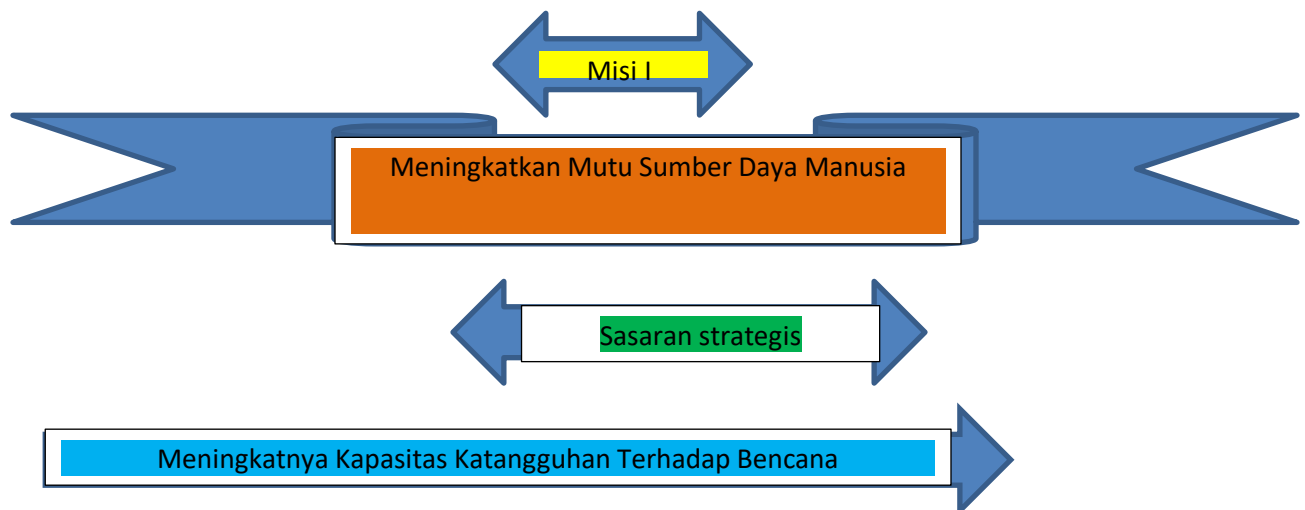 Misi I
Meningkatkan Mutu Sumber Daya Manusia
Sasaran strategis
Meningkatnya Kapasitas Katangguhan Terhadap Bencana